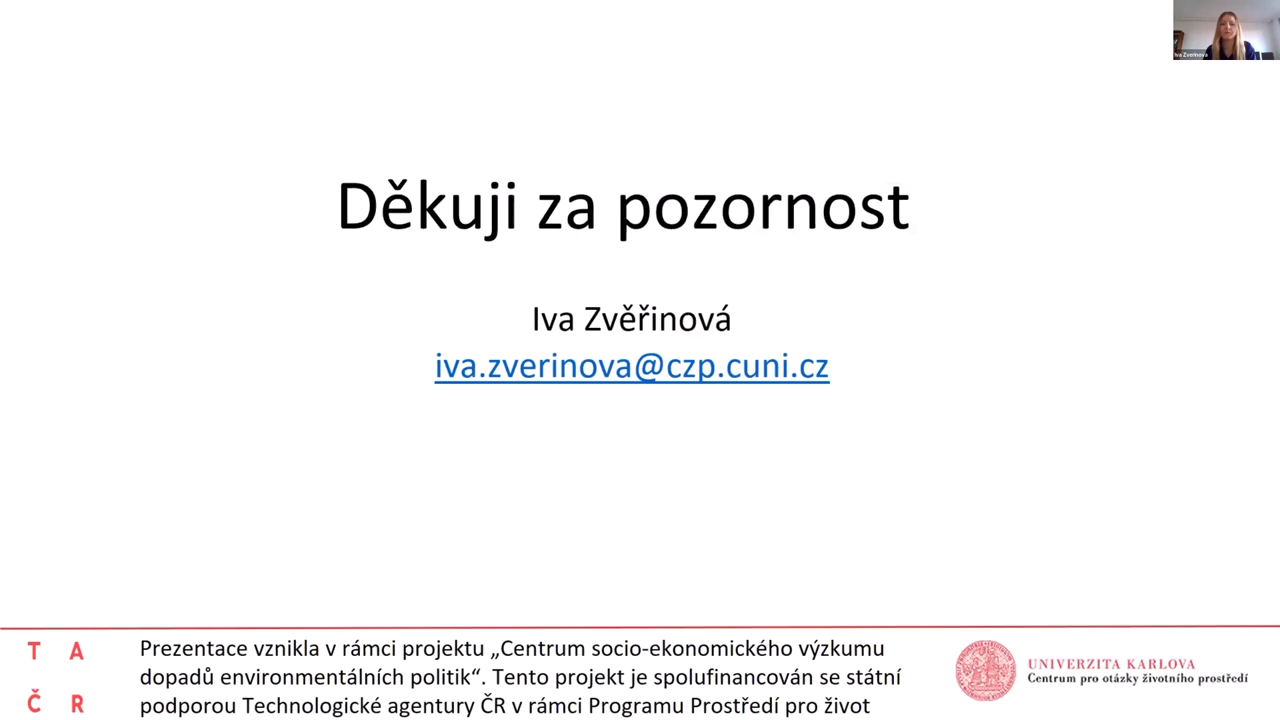 Iva Zverinova
Děkuji za pozornost
Iva Zvěřinová
iva.zverinova@czp.cuni.cz
T A
Č R
Prezentace vznikla v rámci projektu „Centrum socio-ekonomického výzkumu
dopadů environmentálních politik“. Tento projekt je spolufinancován se státní
podporou Technologické agentury ČR v rámci Programu Prostředí pro život
UNIVERZITA KARLOVA
Centrum pro otázky životního prostředí